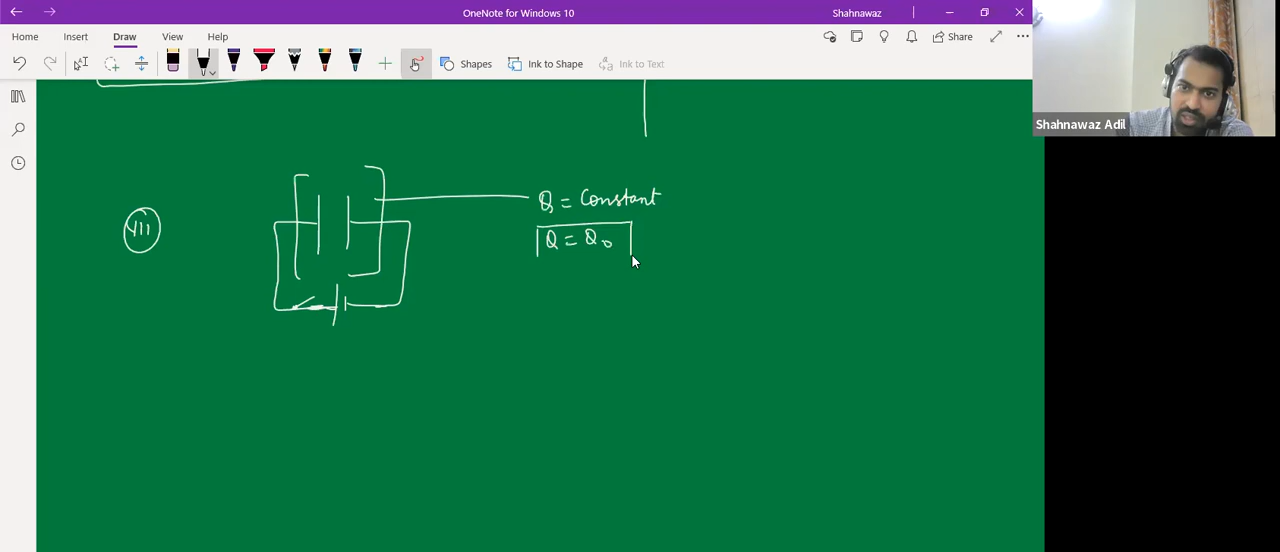 OneNote for Windows 10
Shahnawaz
Home Insert Draw View Help
Shapes Ink to Shape Ink to Text Share
Shahnawaz Adil
VII
Q = Constant
Q = Q₀